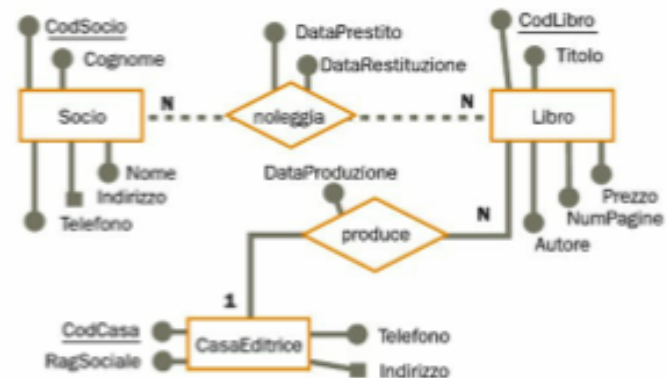 CodSocio
DataPrestito
CodLibro
Cognome
DataRestituzione
Titolo
Socio
N
noleggia
N
Libro
Nome
Indirizzo
Telefono
DataProduzione
Prezzo
NumPagine
Autore
produce
N
1
CodCasa
RagSociale
CasaEditrice
Telefono
Indirizzo